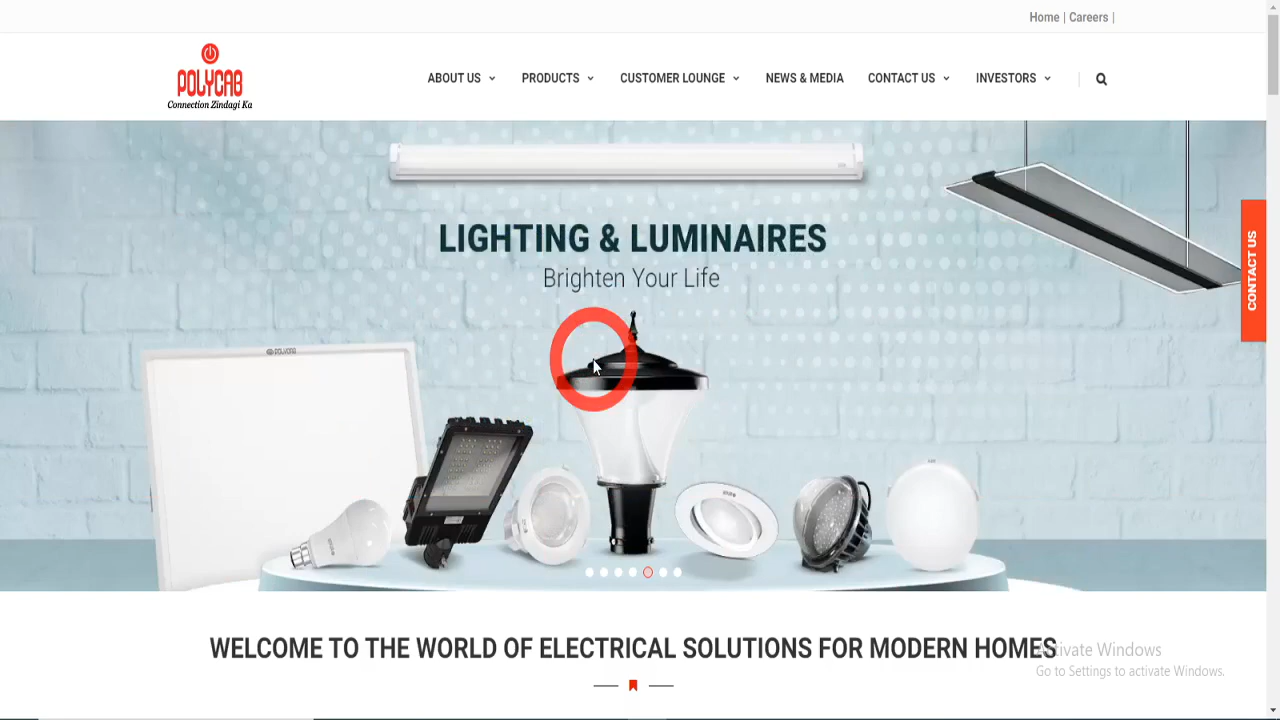 Home | Careers |
POLYCAB
Connection Zindagi Ka
ABOUT US
PRODUCTS
CUSTOMER LOUNGE
NEWS & MEDIA
CONTACT US
INVESTORS
LIGHTING & LUMINAIRES
Brighten Your Life
CONTACT US
POLYCAB
WELCOME TO THE WORLD OF ELECTRICAL SOLUTIONS FOR MODERN HOMES
Activate Windows
Go to Settings to activate Windows.